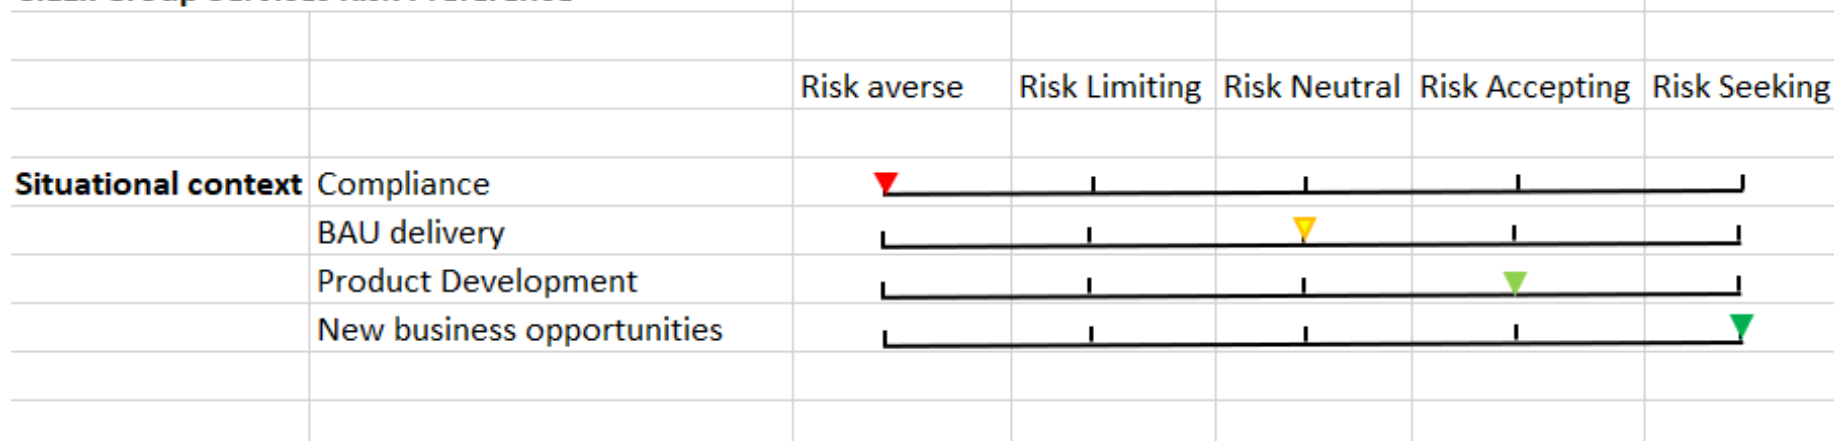 Risk averse Risk Limiting Risk Neutral Risk Accepting Risk Seeking
Situational context Compliance
BAU delivery
Product Development
New business opportunities